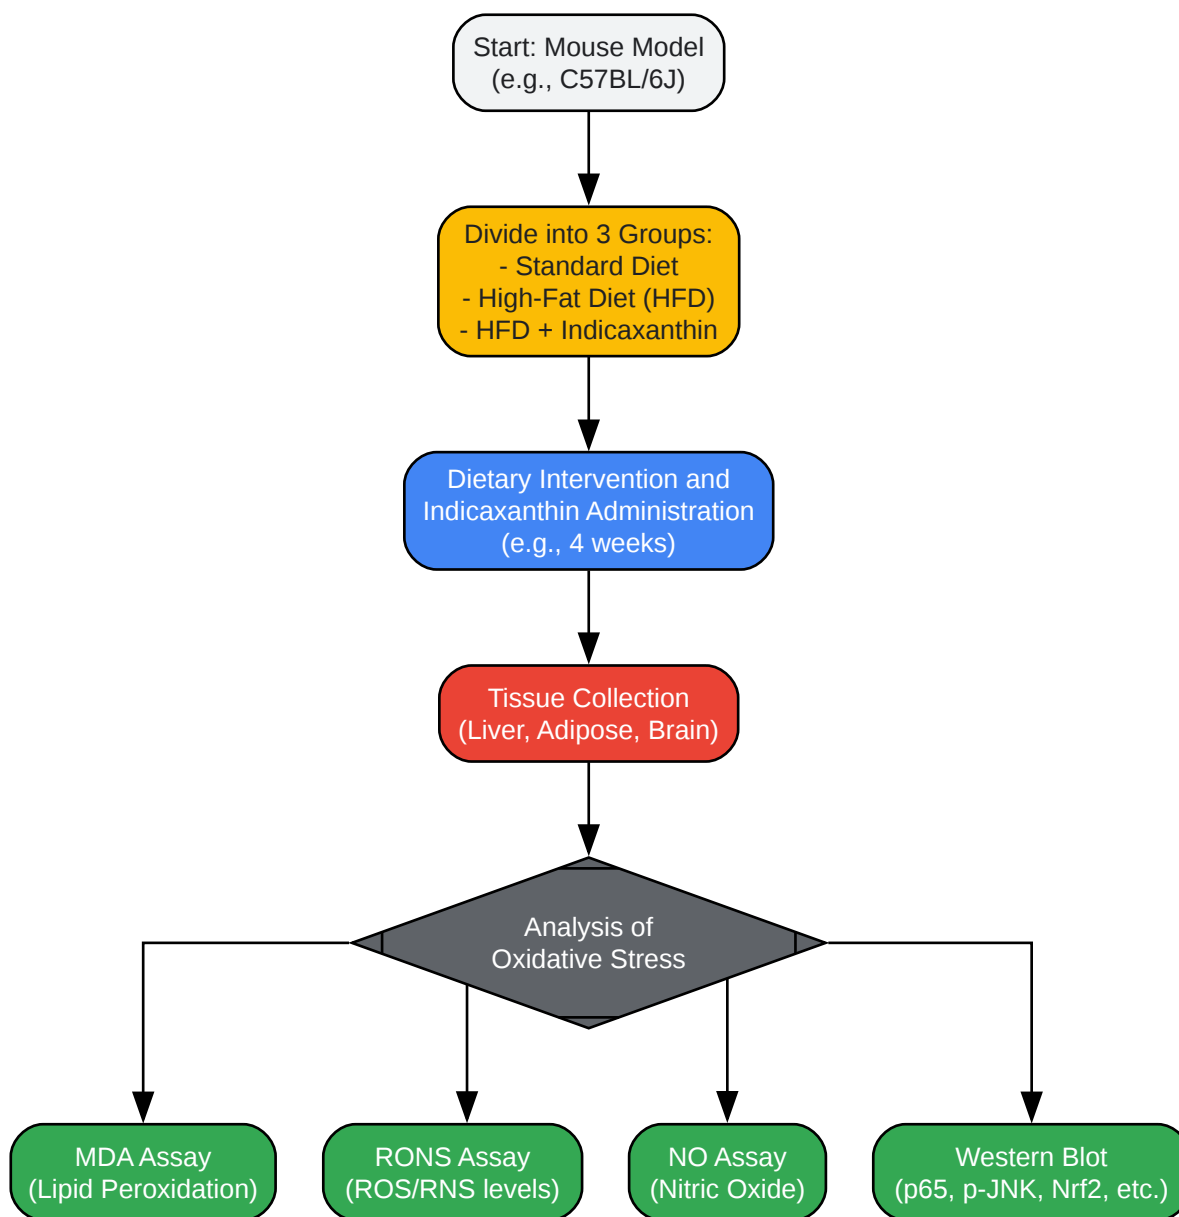 Start: Mouse Model
(e.g., C57BL/6J)
Divide into 3 Groups:
- Standard Diet
- High-Fat Diet (HFD)
- HFD + Indicaxanthin
Dietary Intervention and
Indicaxanthin Administration
(e.g., 4 weeks)
Tissue Collection
(Liver, Adipose, Brain)
Analysis of
Oxidative Stress
MDA Assay
(Lipid Peroxidation)
RONS Assay
(ROS/RNS levels)
NO Assay
(Nitric Oxide)
Western Blot
(p65, p-JNK, Nrf2, etc.)